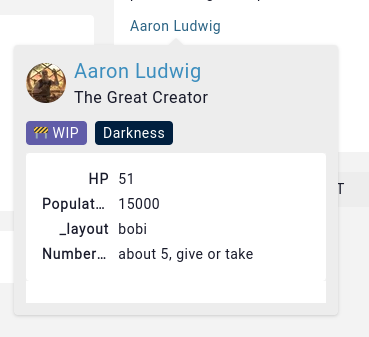 Aaron Ludwig
Aaron Ludwig
The Great Creator
🚧 WIP Darkness
HP 51
Populat... 15000
_layout bobi
Number... about 5, give or take
T